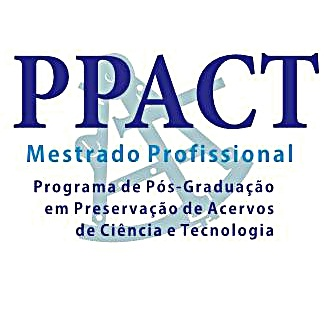 PPACT
Mestrado Profissional
Programa de Pós-Graduação
em Preservação de Acervos
de Ciência e Tecnologia